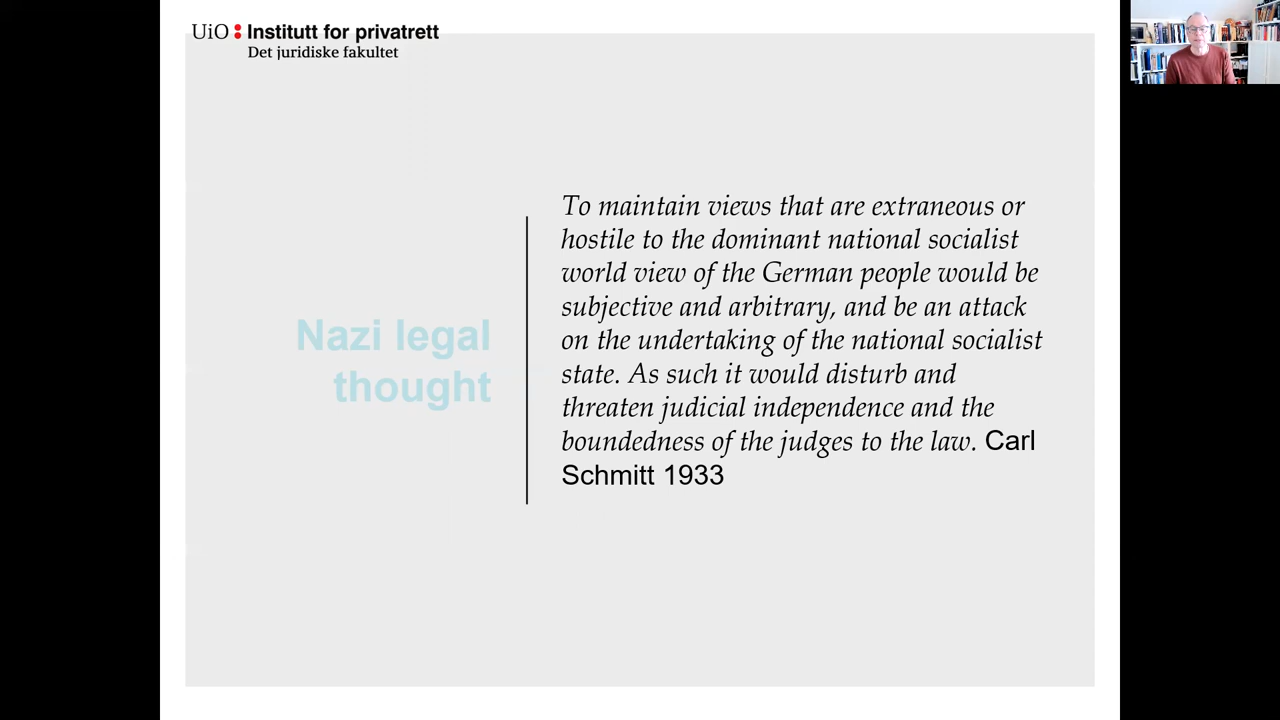 UiO Institutt for privatrett
Det juridiske fakultet
Nazi legal
thought
To maintain views that are extraneous or
hostile to the dominant national socialist
world view of the German people would be
subjective and arbitrary, and be an attack
on the undertaking of the national socialist
state. As such it would disturb and
threaten judicial independence and the
boundedness of the judges to the law. Carl
Schmitt 1933